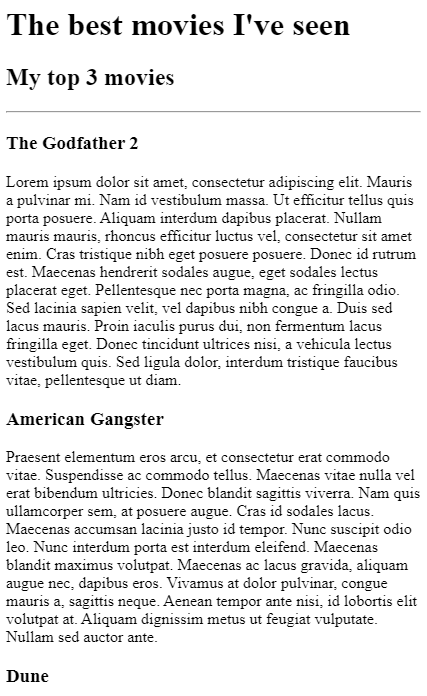 The best movies I've seen
My top 3 movies
The Godfather 2
Lorem ipsum dolor sit amet, consectetur adipiscing elit. Mauris
a pulvinar mi. Nam id vestibulum massa. Ut efficitur tellus quis
porta posuere. Aliquam interdum dapibus placerat. Nullam
mauris mauris, rhoncus efficitur luctus vel, consectetur sit amet
enim. Cras tristique nibh eget posuere posuere. Donec id rutrum
est. Maecenas hendrerit sodales augue, eget sodales lectus
placerat eget. Pellentesque nec porta magna, ac fringilla odio.
Sed lacinia sapien velit, vel dapibus nibh congue a. Duis sed
lacus mauris. Proin iaculis purus dui, non fermentum lacus
fringilla eget. Donec tincidunt ultrices nisi, a vehicula lectus
vestibulum quis. Sed ligula dolor, interdum tristique faucibus
vitae, pellentesque ut diam.
American Gangster
Praesent elementum eros arcu, et consectetur erat commodo
vitae. Suspendisse ac commodo tellus. Maecenas vitae nulla vel
erat bibendum ultricies. Donec blandit sagittis viverra. Nam quis
ullamcorper sem, at posuere augue. Cras id sodales lacus.
Maecenas accumsan lacinia justo id tempor. Nunc suscipit odio
leo. Nunc interdum porta est interdum eleifend. Maecenas
blandit maximus volutpat. Maecenas ac lacus gravida, aliquam
augue nec, dapibus eros. Vivamus at dolor pulvinar, congue
mauris a, sagittis neque. Aenean tempor ante nisi, id lobortis elit
volutpat at. Aliquam dignissim metus ut feugiat vulputate.
Nullam sed auctor ante.
Dune